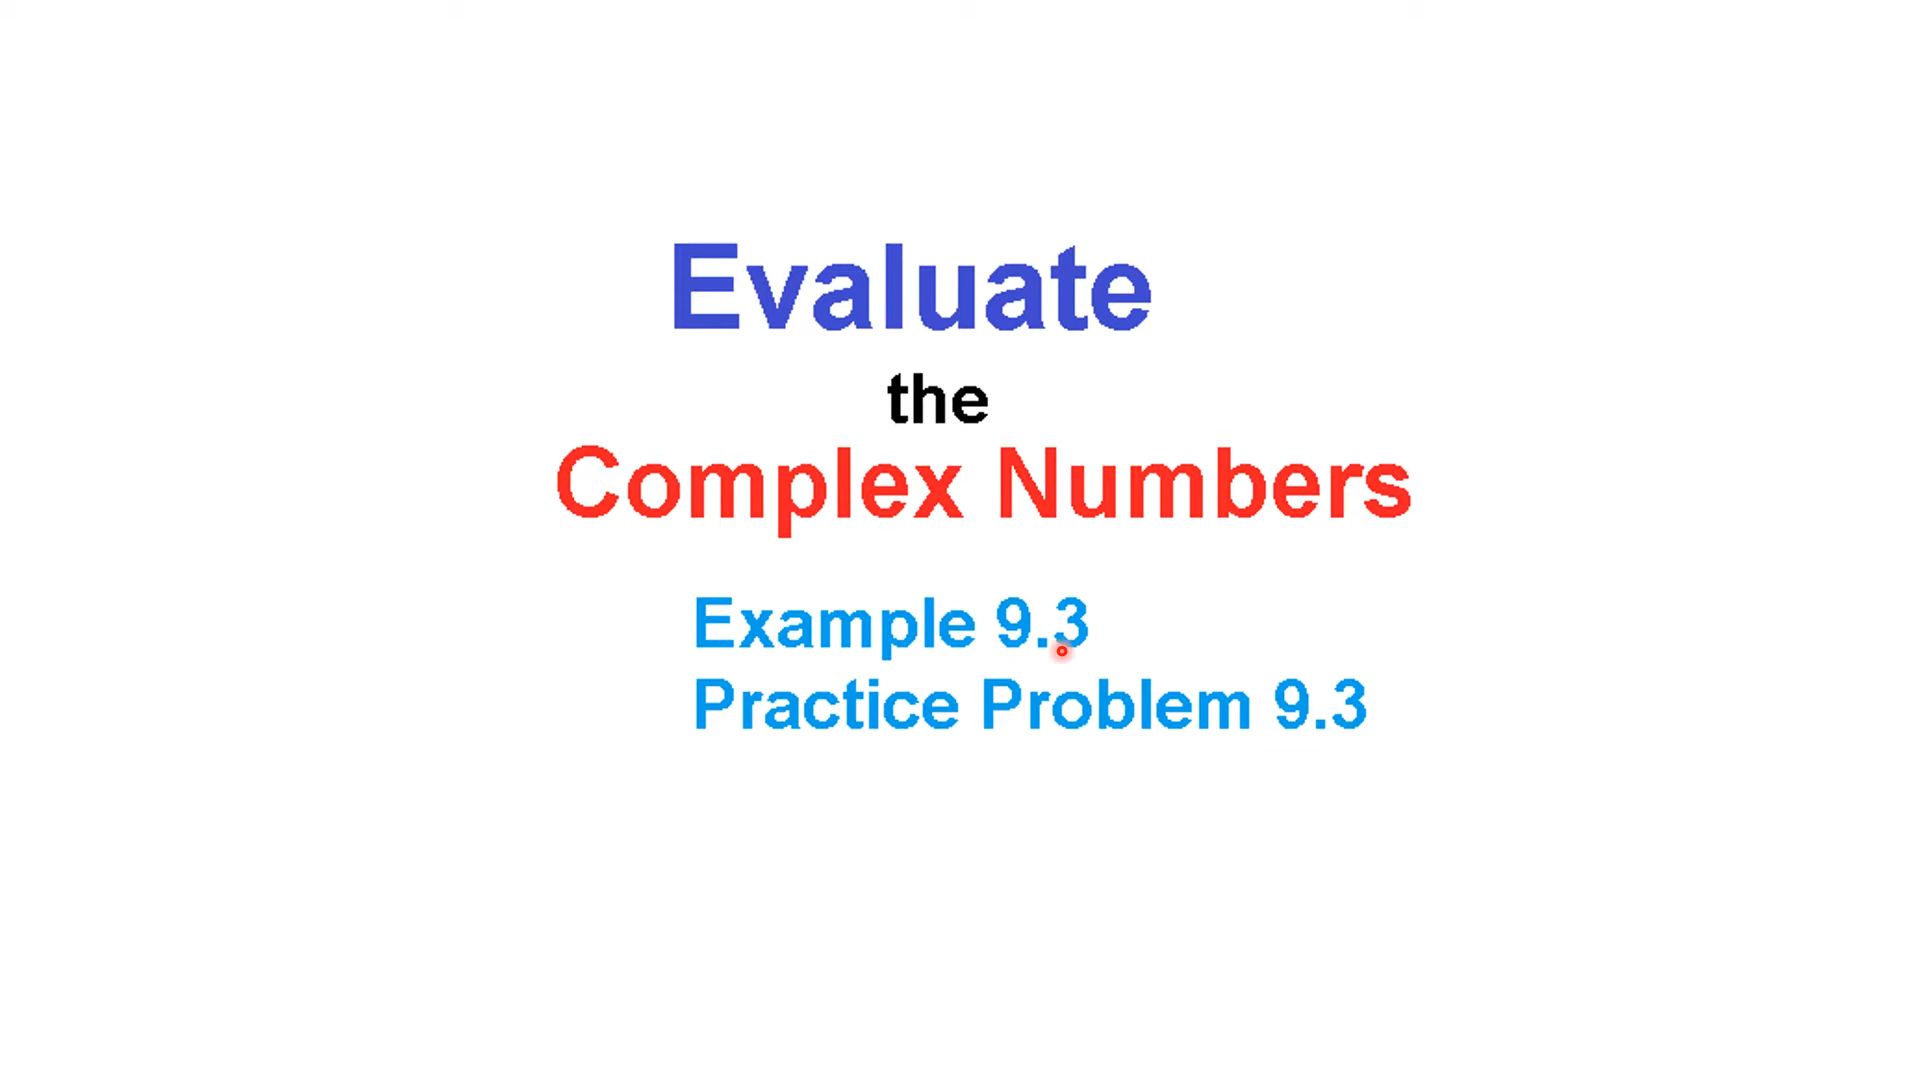 Evaluate
the
Complex Numbers
Example 9.3
Practice Problem 9.3